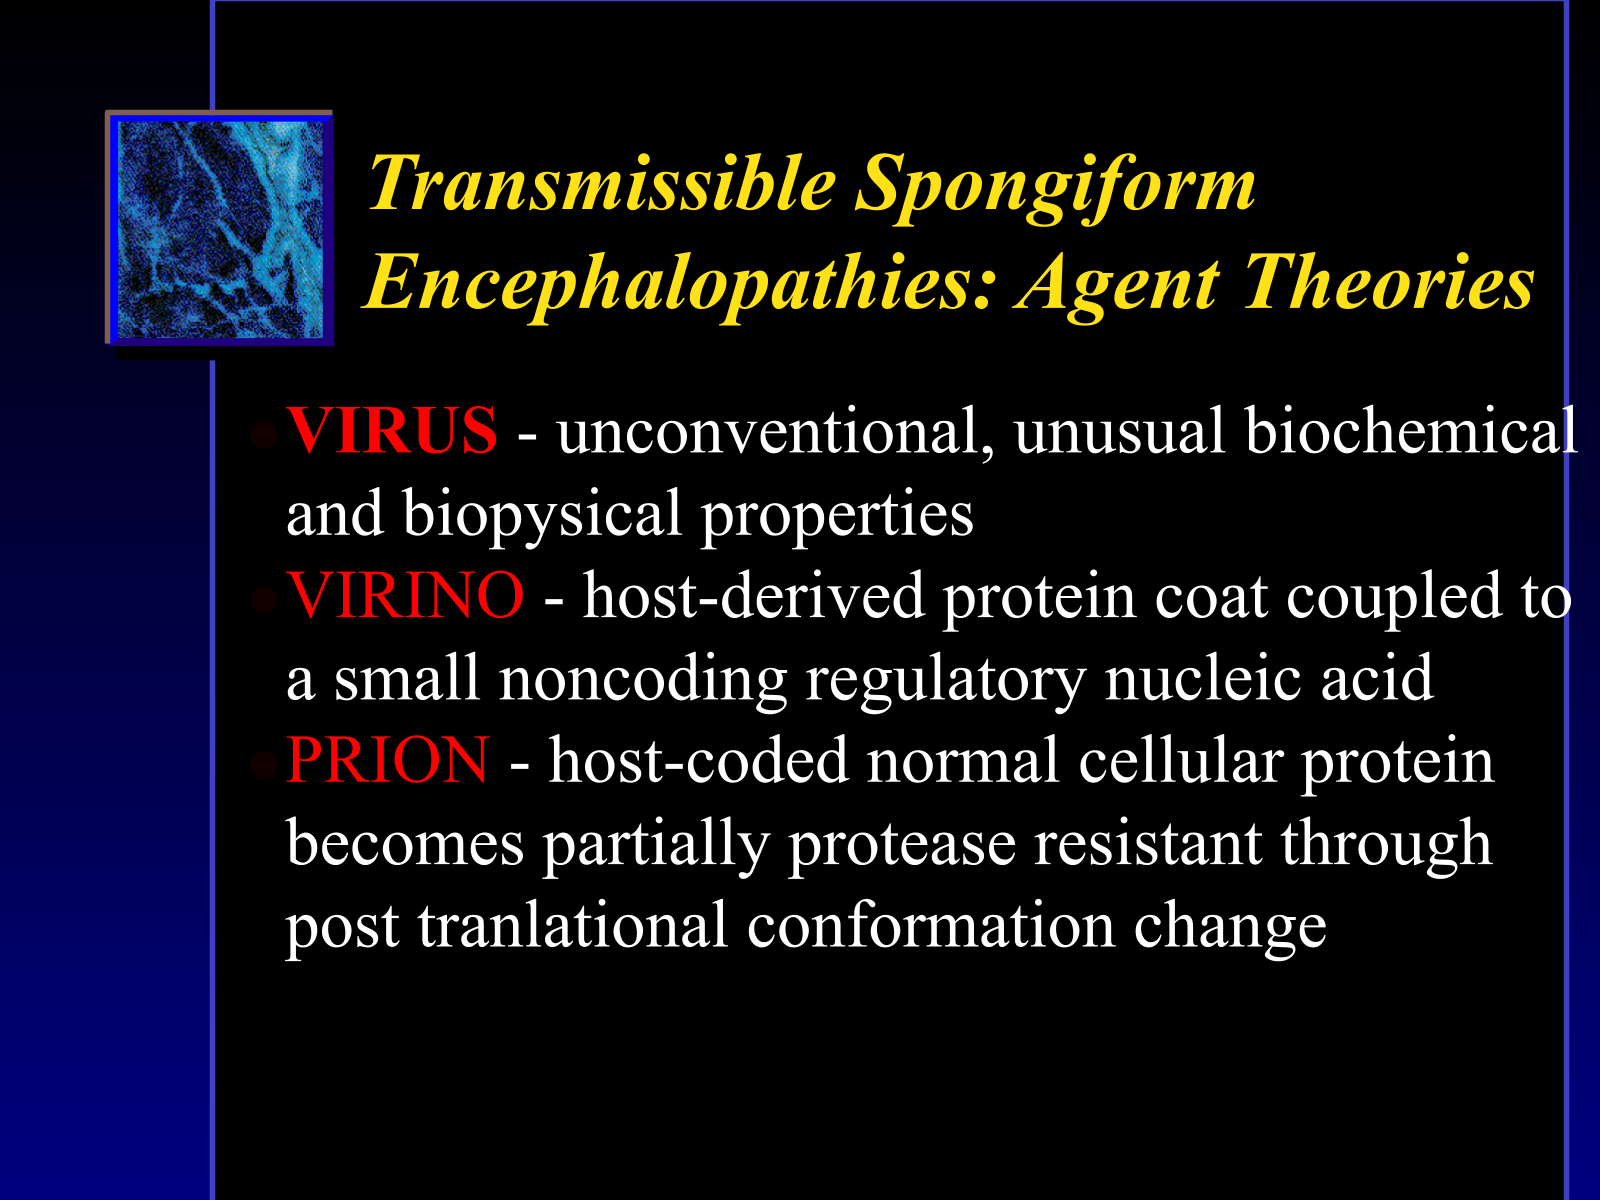 Transmissible Spongiform
Encephalopathies: Agent Theories
VIRUS - unconventional, unusual biochemical
and biopysical properties
VIRINO - host-derived protein coat coupled to
a small noncoding regulatory nucleic acid
PRION - host-coded normal cellular protein
becomes partially protease resistant through
post tranlational conformation change